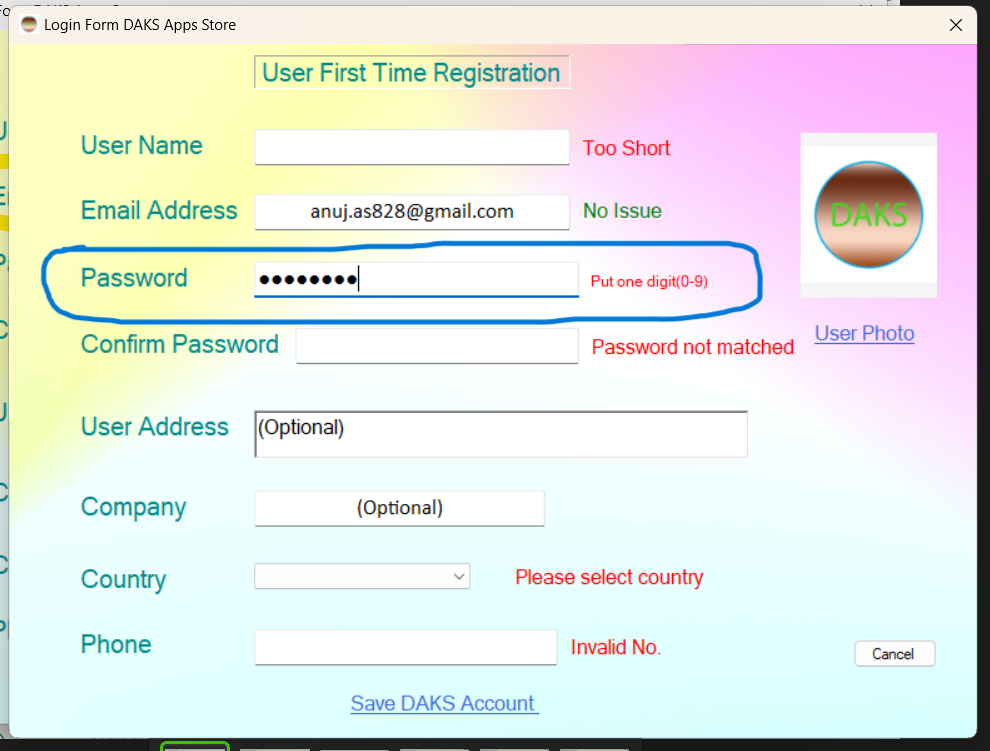 Login Form DAKS Apps Store
User First Time Registration
User Name Too Short
Email Address anuj.as828@gmail.com No Issue
DAKS
Password ●●●●●●●● Put one digit(0-9)
User Photo
Confirm Password Password not matched
User Address (Optional)
Company (Optional)
Country Please select country
Phone Invalid No.
Cancel
Save DAKS Account